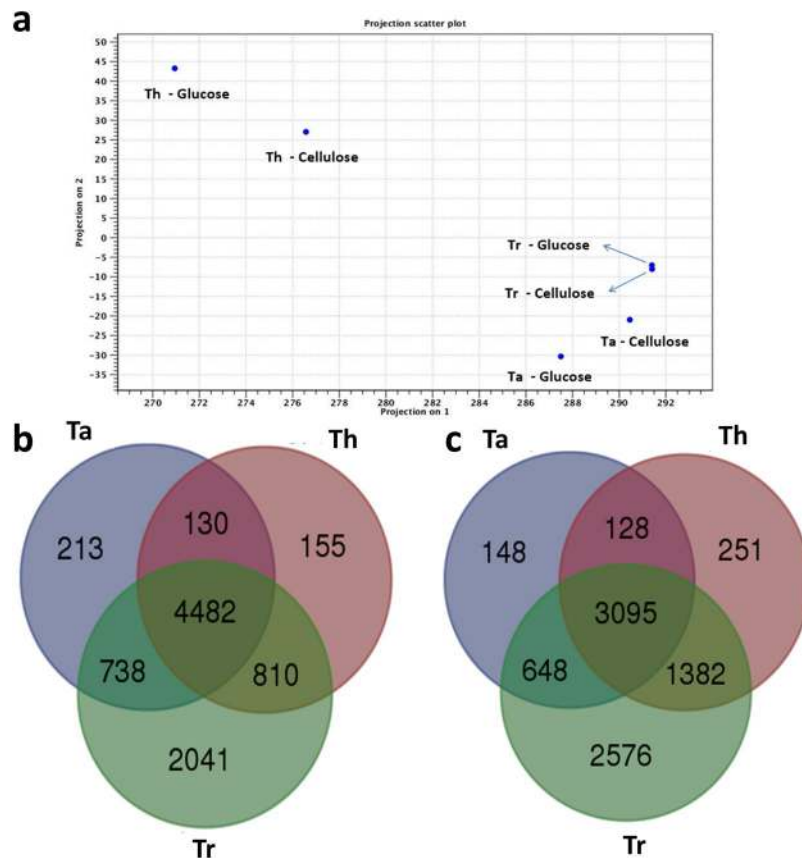 a
Projection scatter plot
50
45
40
35
30
25
20
15
10
5
0
-5
-10
-15
-20
-25
-30
-35
Projection on 2
Th - Glucose
Th - Cellulose
Tr - Glucose
Tr - Cellulose
Ta - Cellulose
Ta - Glucose
270 272 274 276 278 280 282 284 286 288 290 292
Projection on 1
b
Ta
Th
213
130
155
4482
738
810
2041
Tr
c
Ta
Th
148
128
251
3095
648
1382
2576
Tr